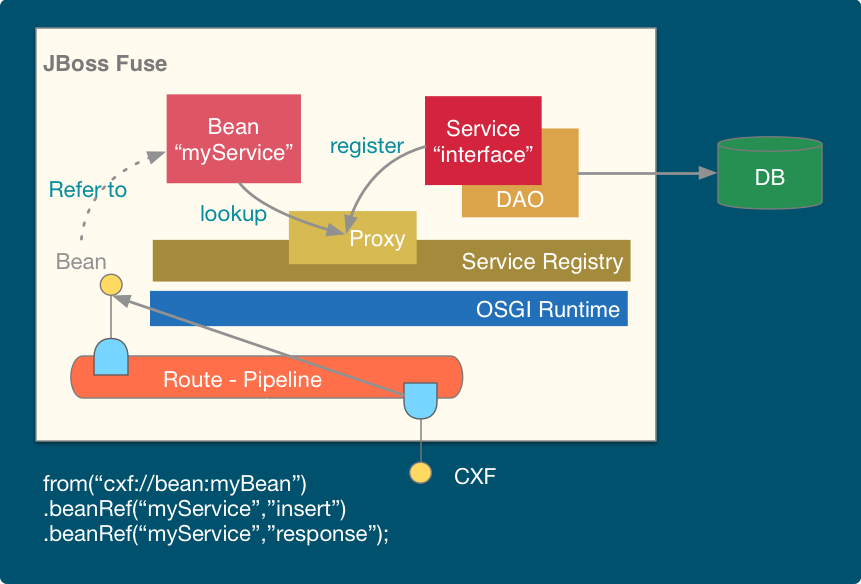 JBoss Fuse
Bean
“myService”
register
Service
“interface”
Refer to
lookup
DAO
DB
Proxy
Bean
Service Registry
OSGI Runtime
Route - Pipeline
CXF
from(“cxf://bean:myBean”)
.beanRef(“myService”,”insert”)
.beanRef(“myService”,”response”);